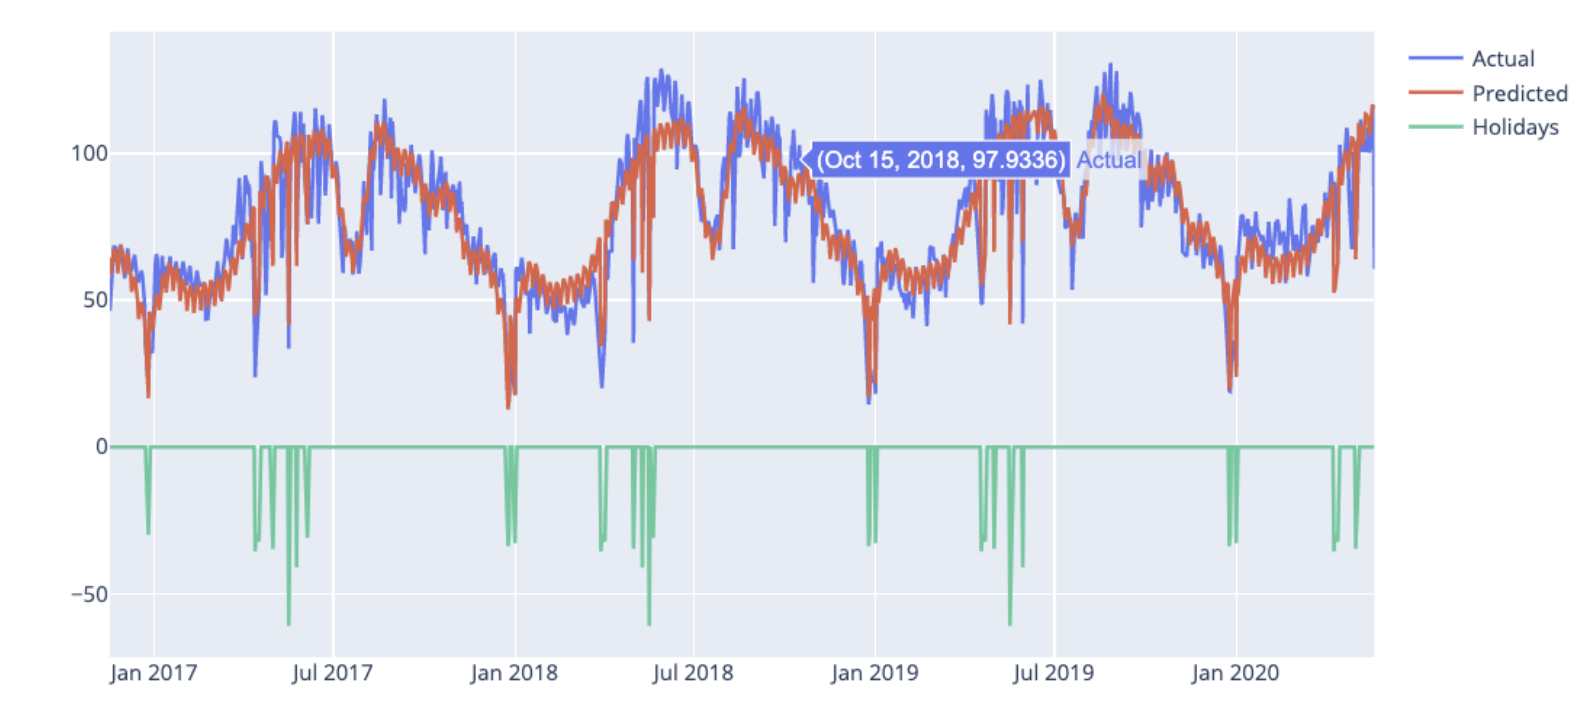 Actual
Predicted
Holidays
100
(Oct 15, 2018, 97.9336) Actual
50
0
−50
Jan 2017
Jul 2017
Jan 2018
Jul 2018
Jan 2019
Jul 2019
Jan 2020